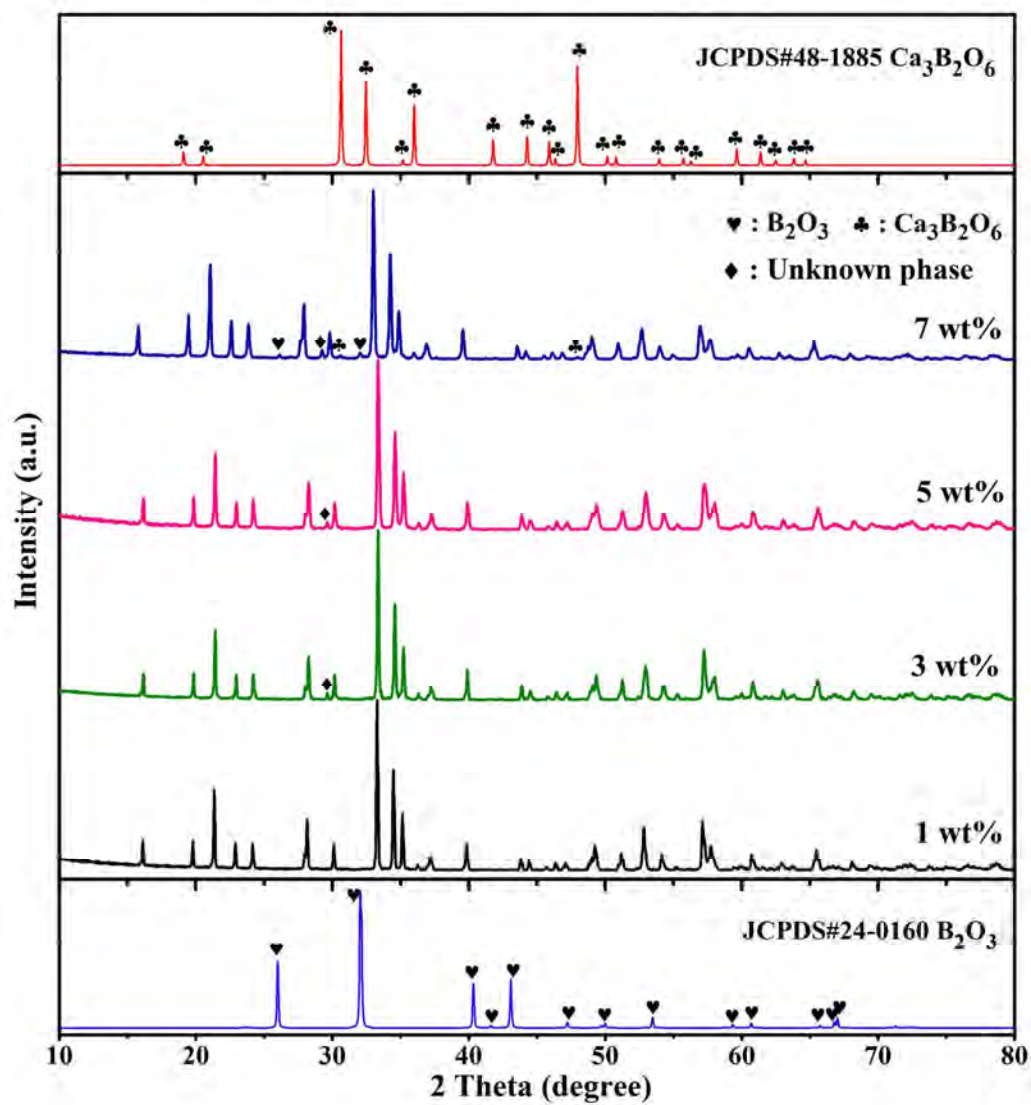 JCPDS#48-1885 Ca₃B₂O₆
♥ : B₂O₃ ♣ : Ca₃B₂O₆
♦ : Unknown phase
7 wt%
5 wt%
3 wt%
1 wt%
JCPDS#24-0160 B₂O₃
Intensity (a.u.)
10 20 30 40 50 60 70 80
2 Theta (degree)